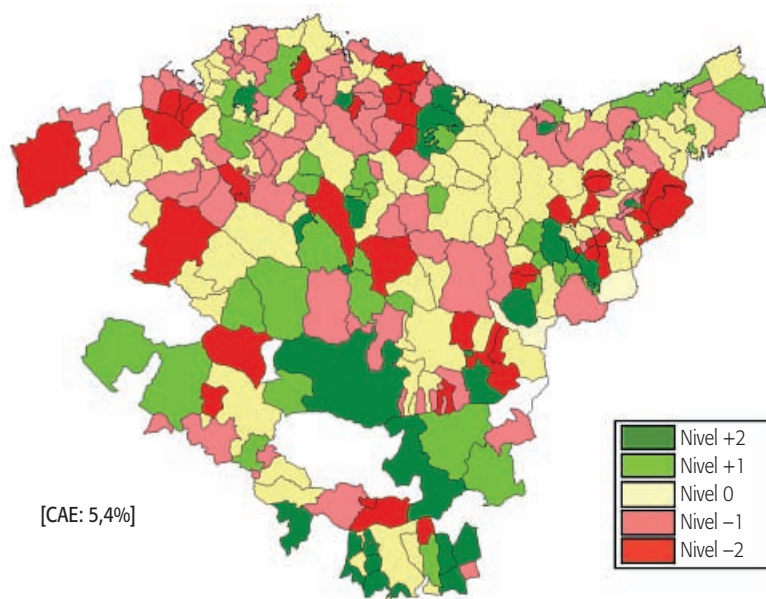 Nivel +2
Nivel +1
Nivel 0
Nivel –1
Nivel –2
[CAE: 5,4%]